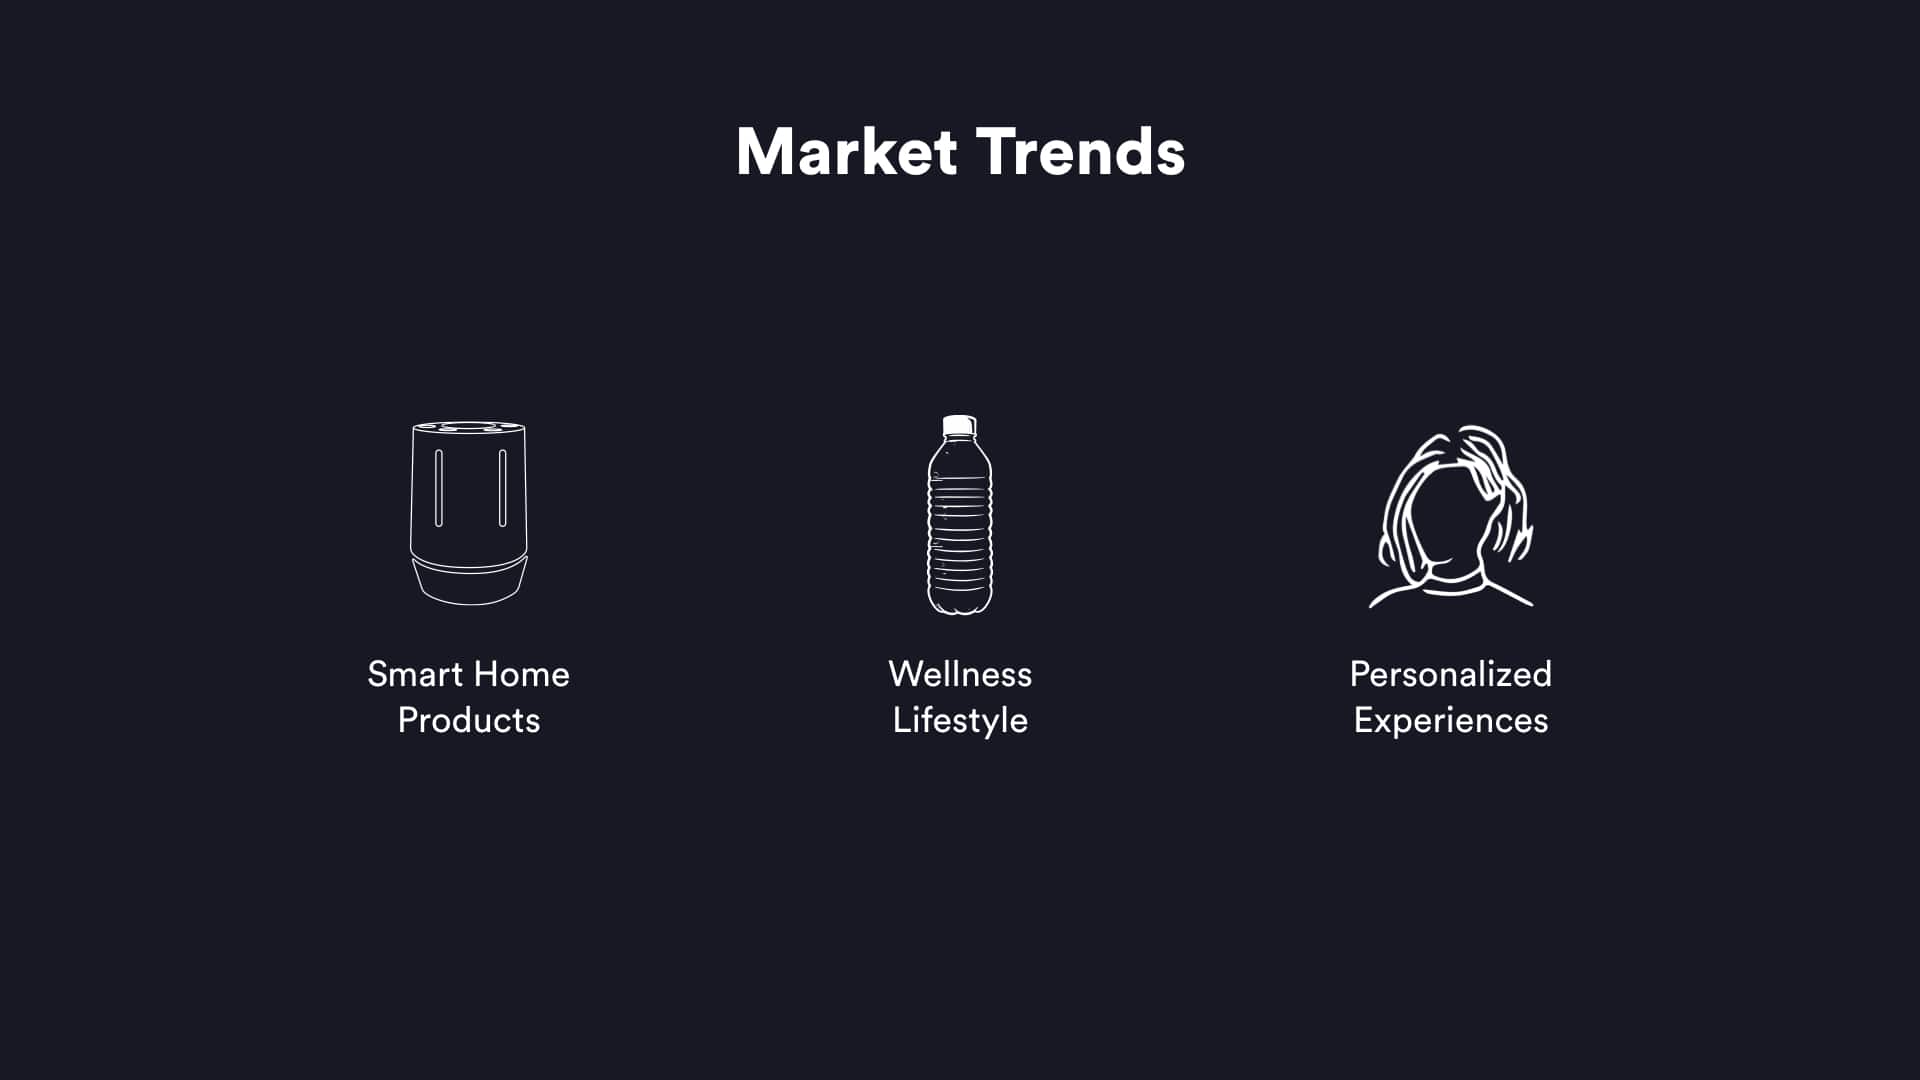 Market Trends
Smart Home
Products
Wellness
Lifestyle
Personalized
Experiences